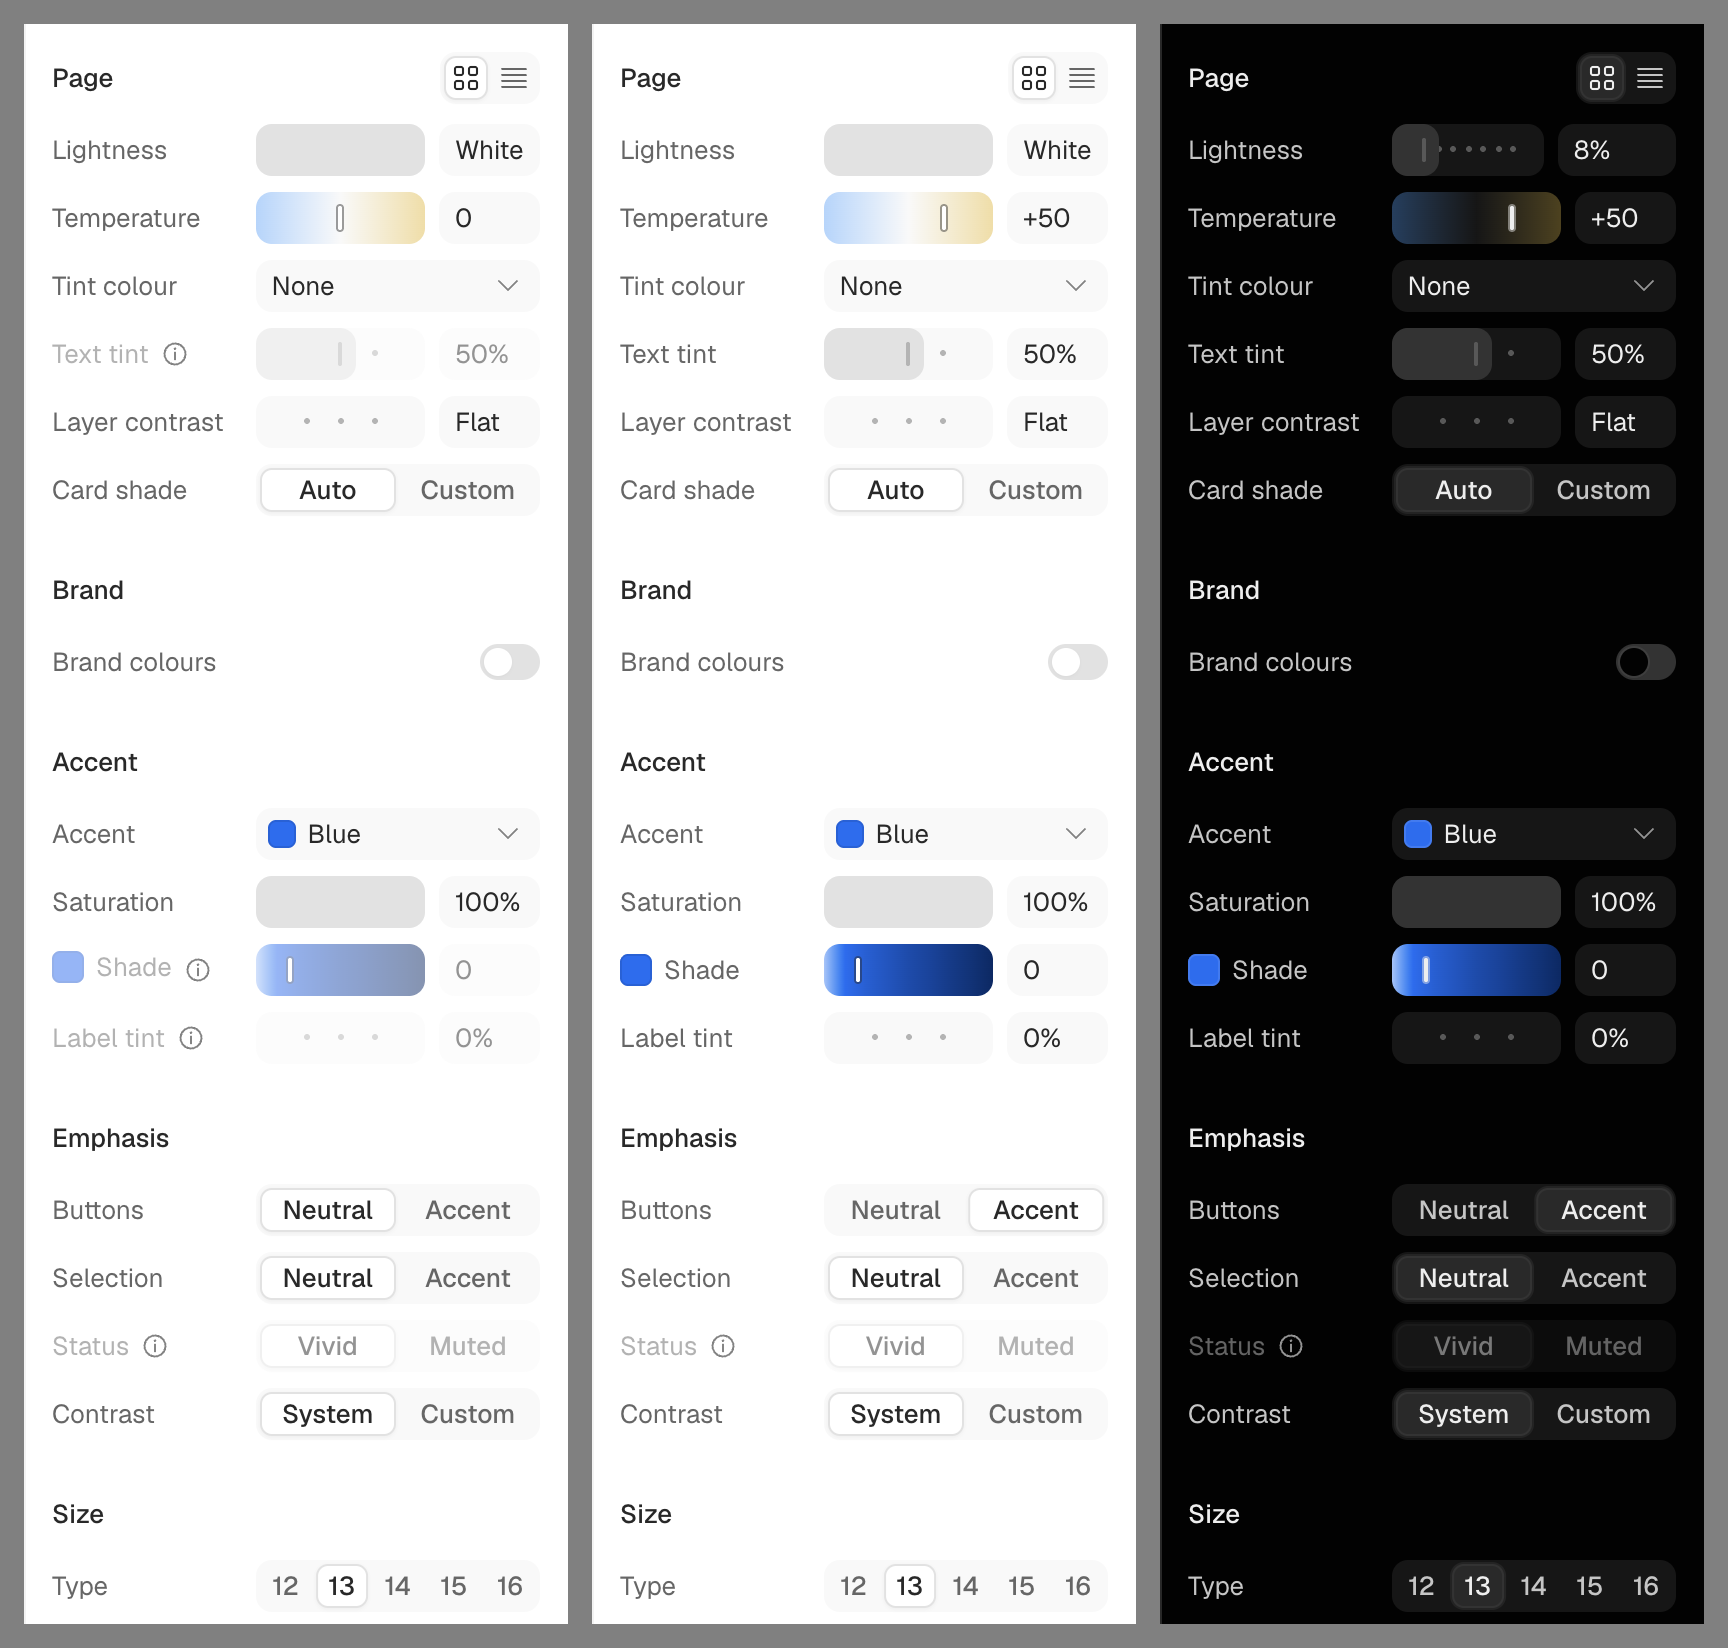 Page
Lightness White
Temperature 0
Tint colour None
Text tint 50%
Layer contrast Flat
Card shade Auto Custom
Brand
Brand colours
Accent
Accent Blue
Saturation 100%
Shade 0
Label tint 0%
Emphasis
Buttons Neutral Accent
Selection Neutral Accent
Status Vivid Muted
Contrast System Custom
Size
Type 12 13 14 15 16
Page
Lightness White
Temperature +50
Tint colour None
Text tint 50%
Layer contrast Flat
Card shade Auto Custom
Brand
Brand colours
Accent
Accent Blue
Saturation 100%
Shade 0
Label tint 0%
Emphasis
Buttons Neutral Accent
Selection Neutral Accent
Status Vivid Muted
Contrast System Custom
Size
Type 12 13 14 15 16
Page
Lightness 8%
Temperature +50
Tint colour None
Text tint 50%
Layer contrast Flat
Card shade Auto Custom
Brand
Brand colours
Accent
Accent Blue
Saturation 100%
Shade 0
Label tint 0%
Emphasis
Buttons Neutral Accent
Selection Neutral Accent
Status Vivid Muted
Contrast System Custom
Size
Type 12 13 14 15 16